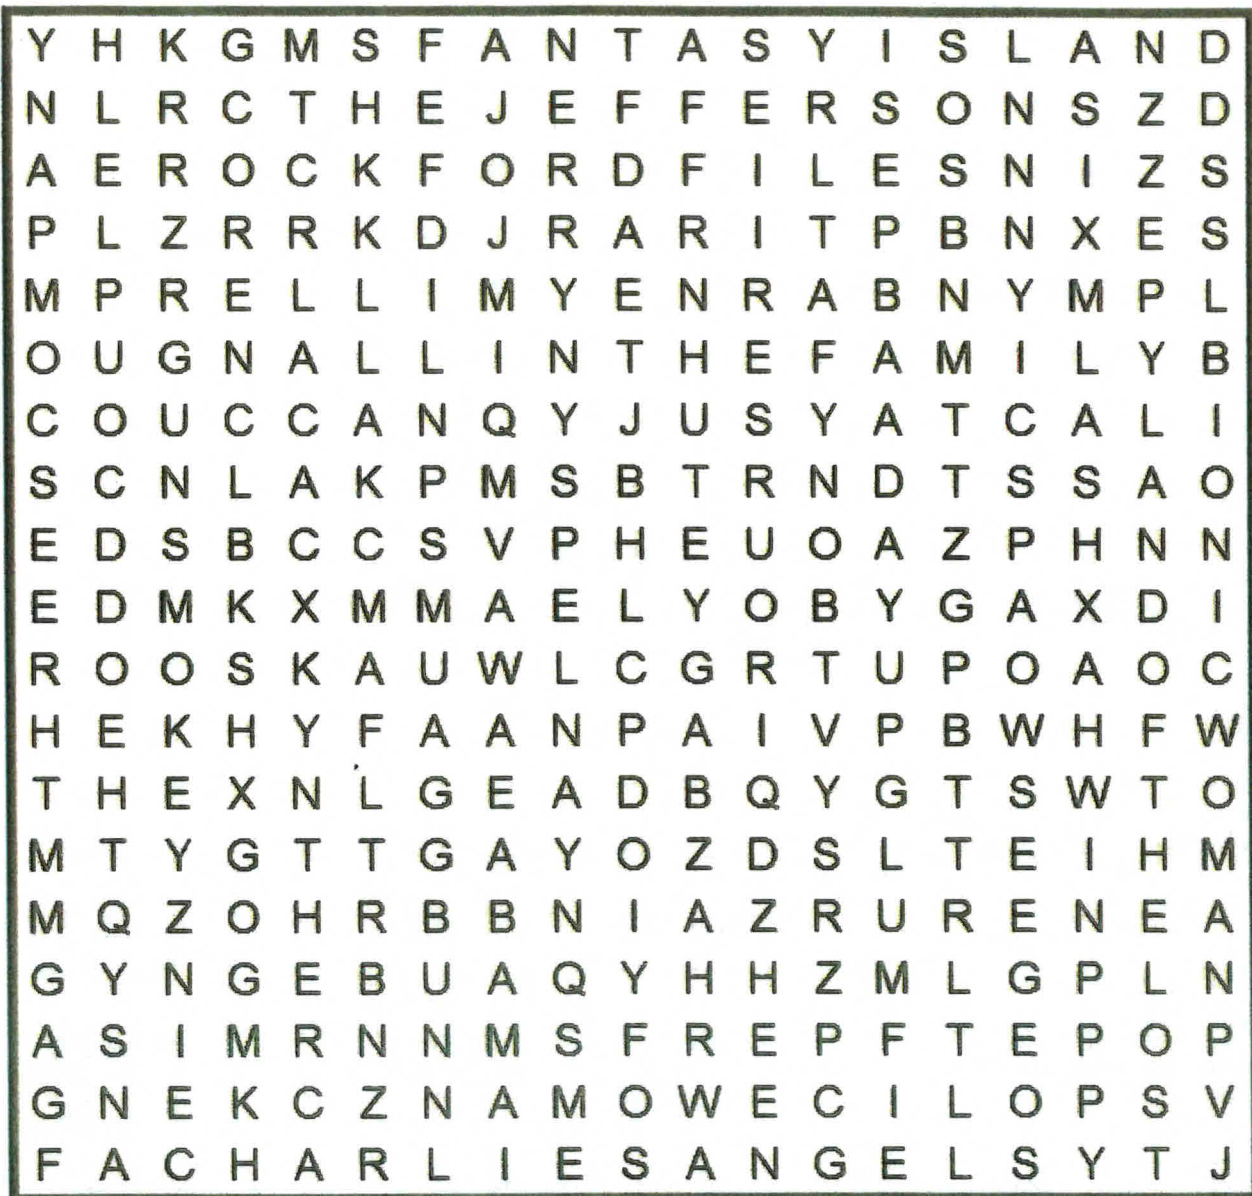 Y H K G M S F A N T A S Y I S L A N D
N L R C T H E J E F F E R S O N S Z D
A E R O C K F O R D F I L E S N I Z S
P L Z R R K D J R A R I T P B N X E S
M P R E L L I M Y E N R A B N Y M P L
O U G N A L L I N T H E F A M I L Y B
C O U C C A N Q Y J U S Y A T C A L I
S C N L A K P M S B T R N D T S S A O
E D S B C C S V P H E U O A Z P H N N
E D M K X M M A E L Y O B Y G A X D I
R O O S K A U W L C G R T U P O A O C
H E K H Y F A A N P A I V P B W H F W
T H E X N L G E A D B Q Y G T S W T O
M T Y G T T G A Y O Z D S L T E I H M
M Q Z O H R B B N I A Z R U R E N E A
G Y N G E B U A Q Y H H Z M L G P L N
A S I M R N N M S F R E P F T E P O P
G N E K C Z N A M O W E C I L O P S V
F A C H A R L I E S A N G E L S Y T J